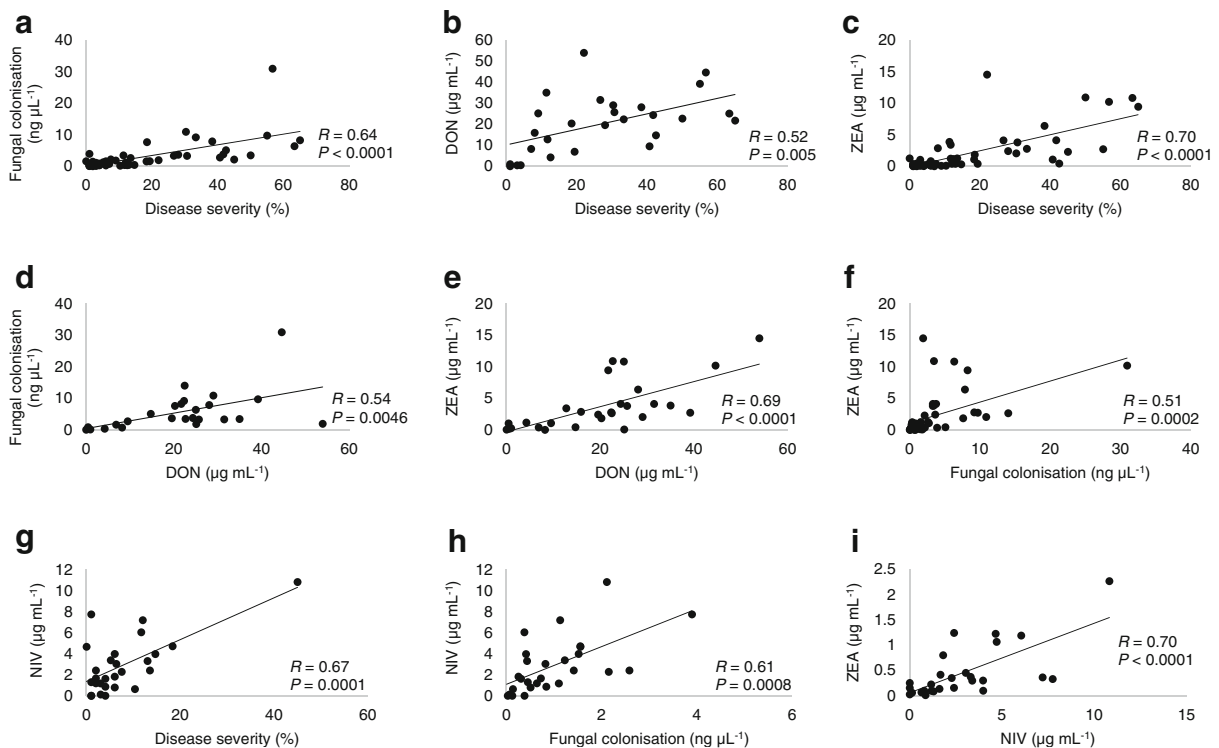 a
Fungal colonisation
(ng µL⁻¹)
40
30
20
10
0
0 20 40 60 80
R = 0.64
P < 0.0001
Disease severity (%)
b
DON (µg mL⁻¹)
60
50
40
30
20
10
0
0 20 40 60 80
R = 0.52
P = 0.005
Disease severity (%)
c
ZEA (µg mL⁻¹)
20
15
10
5
0
0 20 40 60 80
R = 0.70
P < 0.0001
Disease severity (%)
d
Fungal colonisation
(ng µL⁻¹)
40
30
20
10
0
0 20 40 60
R = 0.54
P = 0.0046
DON (µg mL⁻¹)
e
ZEA (µg mL⁻¹)
20
15
10
5
0
0 20 40 60
R = 0.69
P < 0.0001
DON (µg mL⁻¹)
f
ZEA (µg mL⁻¹)
20
15
10
5
0
0 10 20 30 40
R = 0.51
P = 0.0002
Fungal colonisation (ng µL⁻¹)
g
NIV (µg mL⁻¹)
12
10
8
6
4
2
0
0 20 40 60
R = 0.67
P = 0.0001
Disease severity (%)
h
NIV (µg mL⁻¹)
12
10
8
6
4
2
0
0 2 4 6
R = 0.61
P = 0.0008
Fungal colonisation (ng µL⁻¹)
i
ZEA (µg mL⁻¹)
2.5
2
1.5
1
0.5
0
0 5 10 15
R = 0.70
P < 0.0001
NIV (µg mL⁻¹)